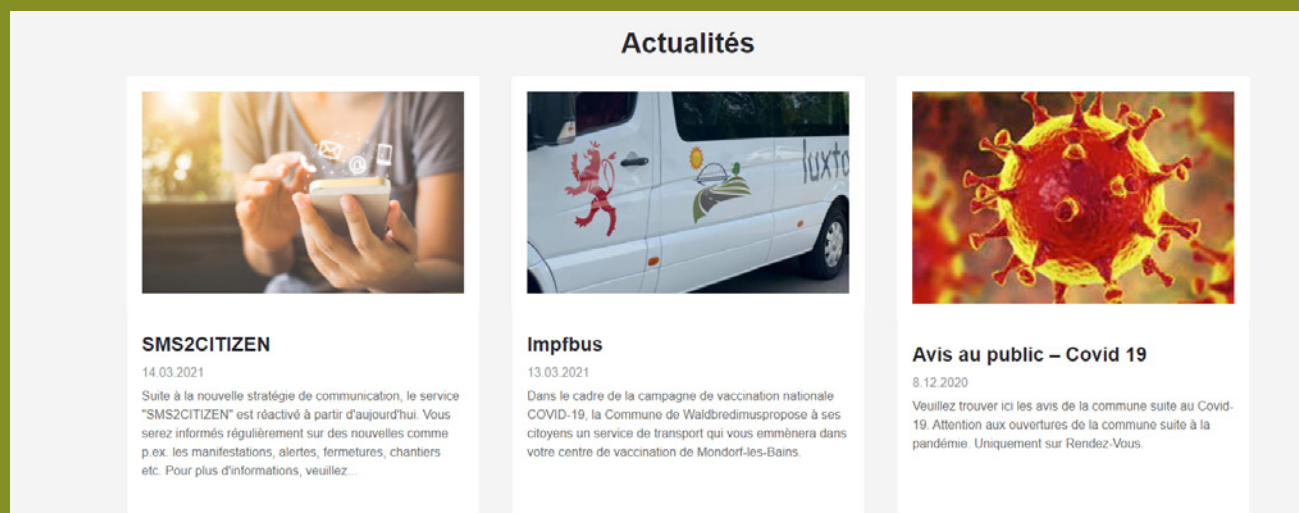 Actualités
luxto
SMS2CITIZEN
14.03.2021
Suite à la nouvelle stratégie de communication, le service
"SMS2CITIZEN" est réactivé à partir d'aujourd'hui. Vous
serez informés régulièrement sur des nouvelles comme
p.ex. les manifestations, alertes, fermetures, chantiers
etc. Pour plus d'informations, veuillez...
Impfbus
13.03.2021
Dans le cadre de la campagne de vaccination nationale
COVID-19, la Commune de Waldbredimuspropose à ses
citoyens un service de transport qui vous emmènera dans
votre centre de vaccination de Mondorf-les-Bains.
Avis au public – Covid 19
8.12.2020
Veuillez trouver ici les avis de la commune suite au Covid-
19. Attention aux ouvertures de la commune suite à la
pandémie. Uniquement sur Rendez-Vous.